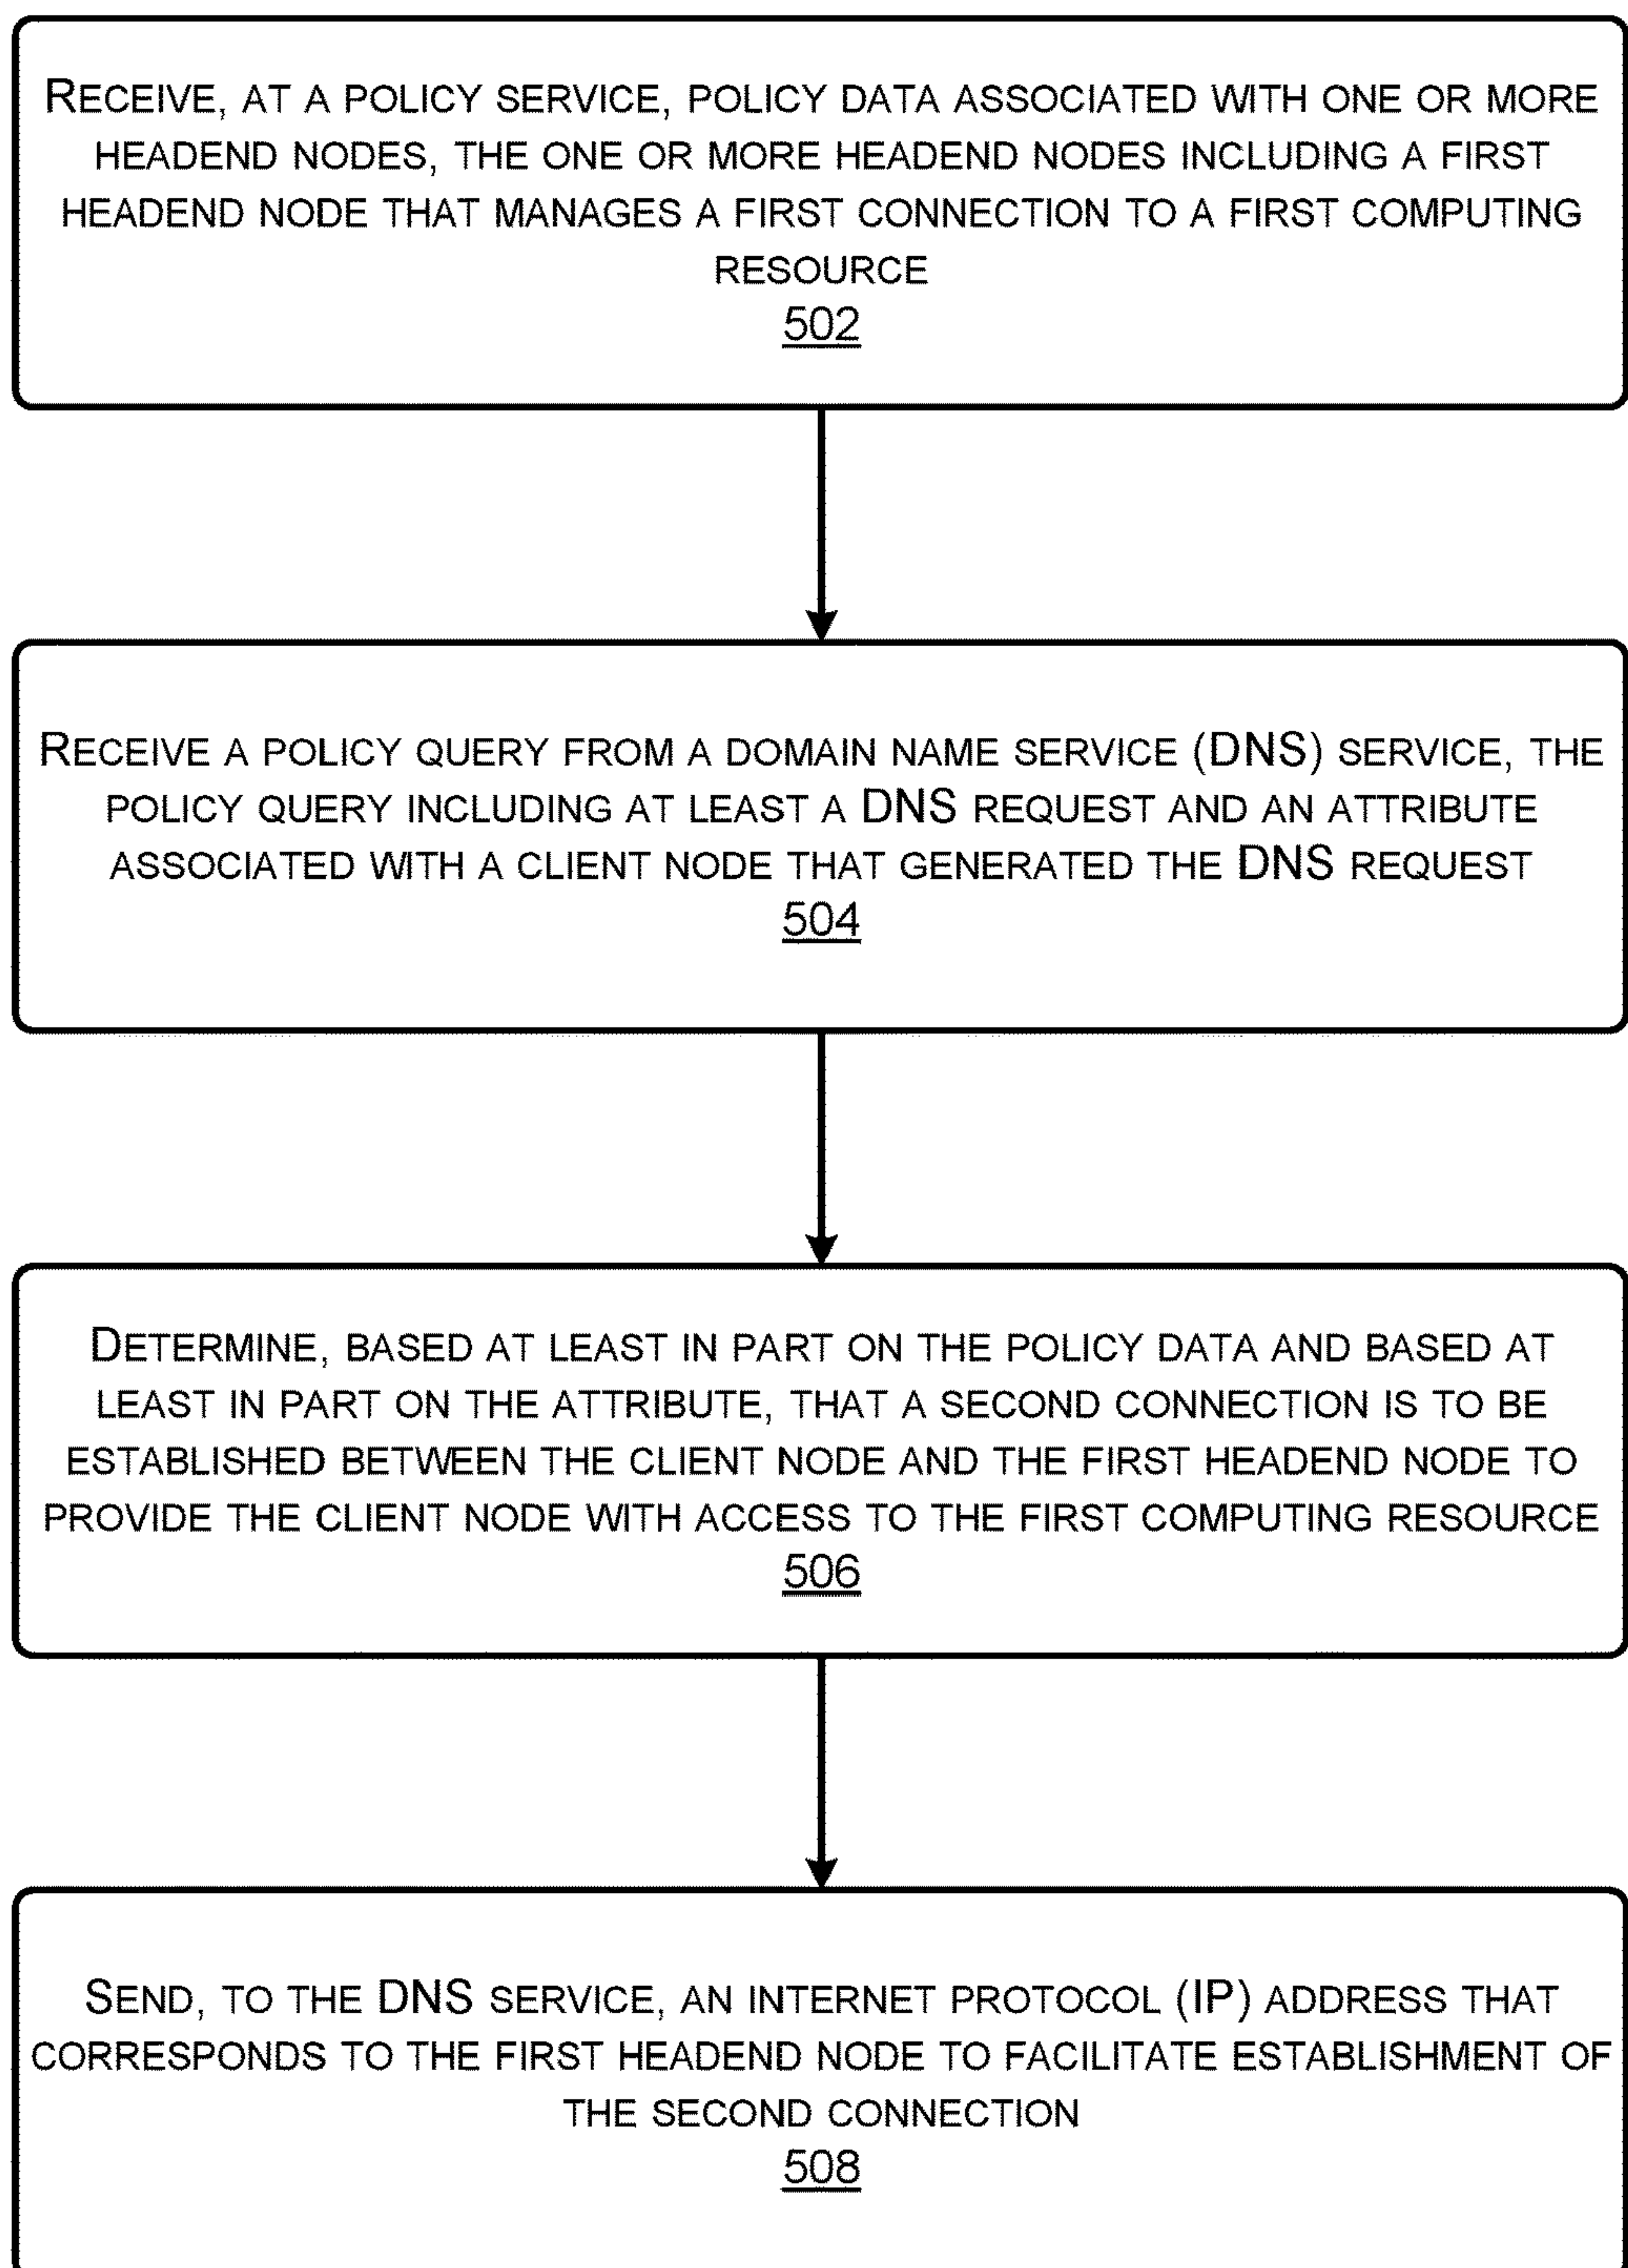 RECEIVE, AT A POLICY SERVICE, POLICY DATA ASSOCIATED WITH ONE OR MORE
HEADEND NODES, THE ONE OR MORE HEADEND NODES INCLUDING A FIRST
HEADEND NODE THAT MANAGES A FIRST CONNECTION TO A FIRST COMPUTING
RESOURCE
502
RECEIVE A POLICY QUERY FROM A DOMAIN NAME SERVICE (DNS) SERVICE, THE
POLICY QUERY INCLUDING AT LEAST A DNS REQUEST AND AN ATTRIBUTE
ASSOCIATED WITH A CLIENT NODE THAT GENERATED THE DNS REQUEST
504
DETERMINE, BASED AT LEAST IN PART ON THE POLICY DATA AND BASED AT
LEAST IN PART ON THE ATTRIBUTE, THAT A SECOND CONNECTION IS TO BE
ESTABLISHED BETWEEN THE CLIENT NODE AND THE FIRST HEADEND NODE TO
PROVIDE THE CLIENT NODE WITH ACCESS TO THE FIRST COMPUTING RESOURCE
506
SEND, TO THE DNS SERVICE, AN INTERNET PROTOCOL (IP) ADDRESS THAT
CORRESPONDS TO THE FIRST HEADEND NODE TO FACILITATE ESTABLISHMENT OF
THE SECOND CONNECTION
508